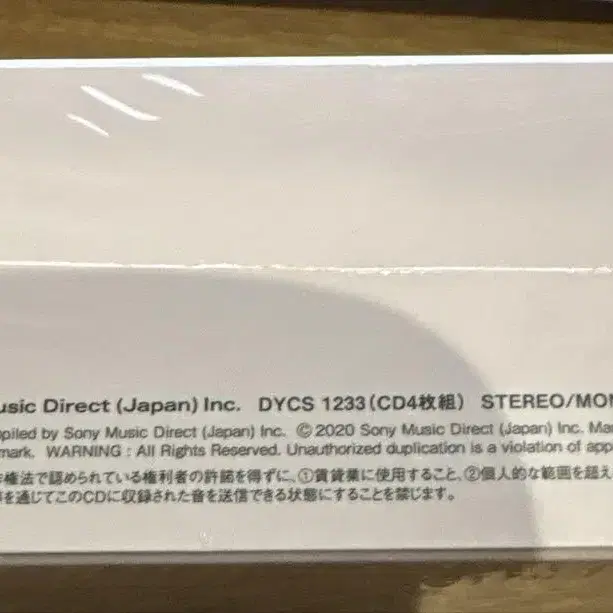 usic Direct (Japan) Inc. DYCS 1233(CD4枚組) STEREO/MON
piled by Sony Music Direct (Japan) Inc. Ⓒ2020 Sony Music Direct (Japan) Inc. Ma
mark. WARNING : All Rights Reserved. Unauthorized duplication is a violation of app
作権法で認められている権利者の許諾を得ずに、①賃貸業に使用すること、②個人的な範囲を超え
を通じてこのCDに収録された音を送信できる状態にすることを禁じます。